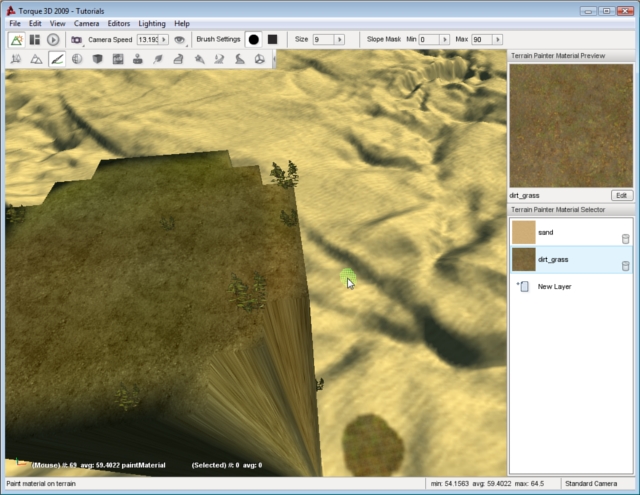 Torque 3D 2009 - Tutorials
File View Camera Editors Lighting Help
Camera Speed 13.193 Brush Settings Size 9 Slope Mask Min 0 Max 90
Terrain Painter Material Preview
dirt_grass Edit
Terrain Painter Material Selector
sand
dirt_grass
New Layer
(Mouse) #: 69 avg: 59.4022 paintMaterial (Selected) #: 0 avg: 0
Paint material on terrain min: 54.1563 avg: 59.4022 max: 64.5 Standard Camera